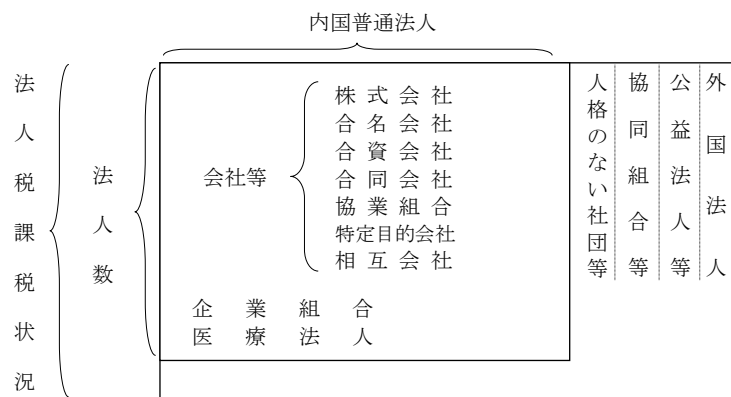 内国普通法人
法人税課税状況
法人数
会社等
株式会社
合名会社
合資会社
合同会社
協業組合
特定目的会社
相互会社
企業組合
医療法人
人格のない社団等
協同組合等
公益法人等
外国法人